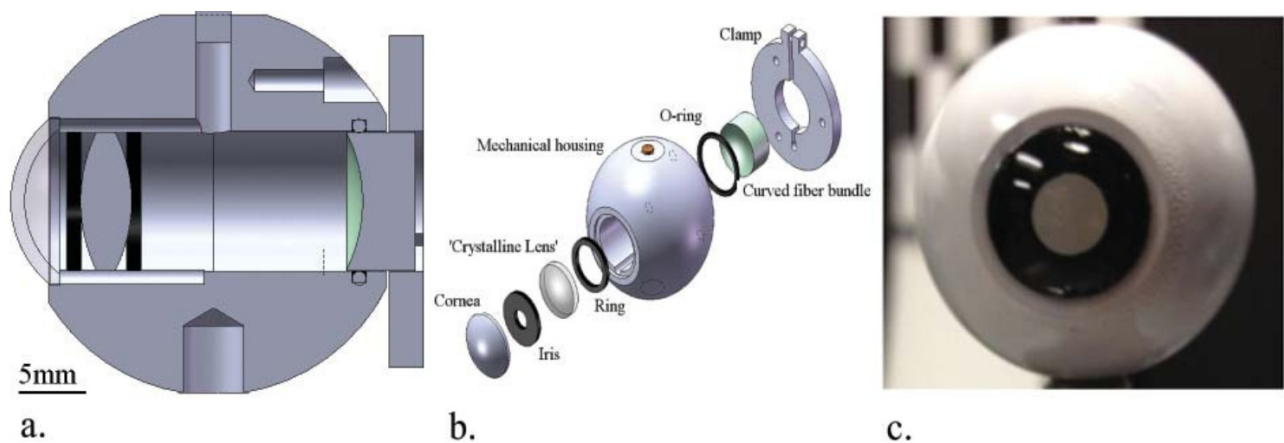 Clamp
O-ring
Mechanical housing
Curved fiber bundle
'Crystalline Lens'
Ring
Cornea
Iris
5mm
a.
b.
c.